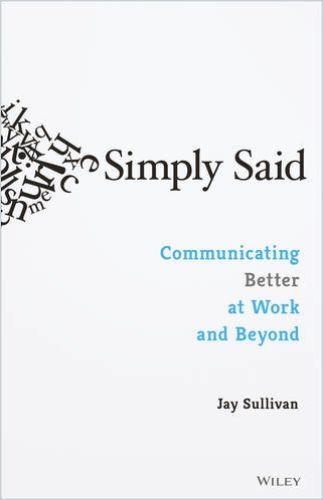 Simply Said
Communicating
Better
at Work
and Beyond
Jay Sullivan
WILEY